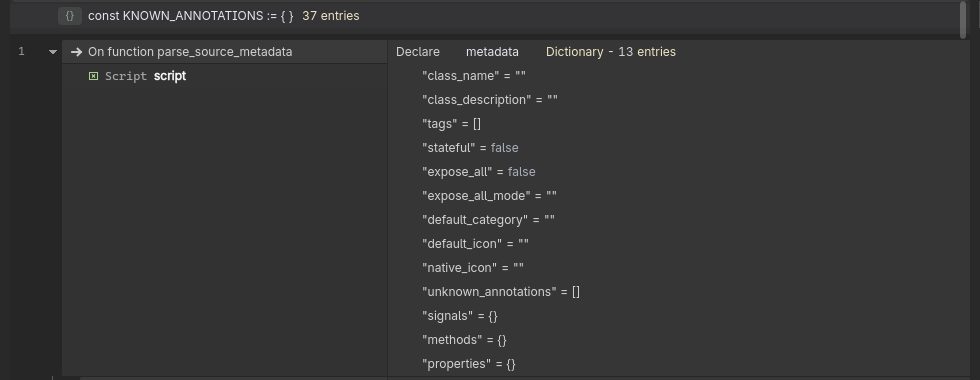 {} const KNOWN_ANNOTATIONS := { } 37 entries
1 On function parse_source_metadata
Script script
Declare metadata Dictionary - 13 entries
"class_name" = ""
"class_description" = ""
"tags" = []
"stateful" = false
"expose_all" = false
"expose_all_mode" = ""
"default_category" = ""
"default_icon" = ""
"native_icon" = ""
"unknown_annotations" = []
"signals" = {}
"methods" = {}
"properties" = {}